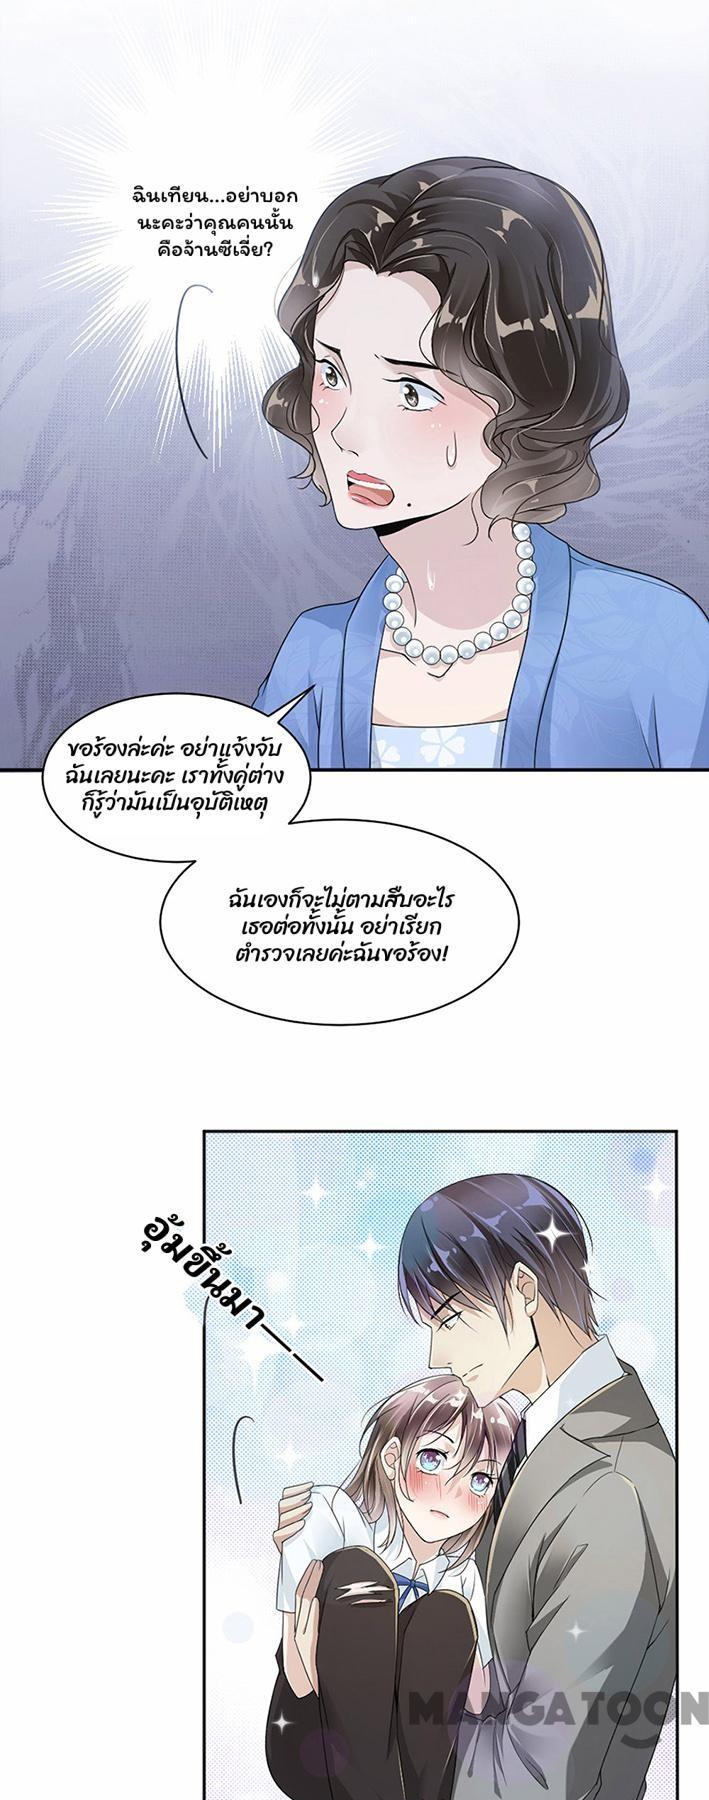 ฉินเทียน...อย่าบอก
นะคะว่าคุณคนนั้น
คือจ้านซีเจี่ย?
ขอร้องล่ะค่ะ อย่าแจ้งจับ
ฉันเลยนะคะ เราทั้งคู่ต่าง
ก็รู้ว่ามันเป็นอุบัติเหตุ
ฉันเองก็จะไม่ตามสืบอะไร
เธอต่อทั้งนั้น อย่าเรียก
ตำรวจเลยค่ะฉันขอร้อง!
อุ้มขึ้นมา——
MANGATOON